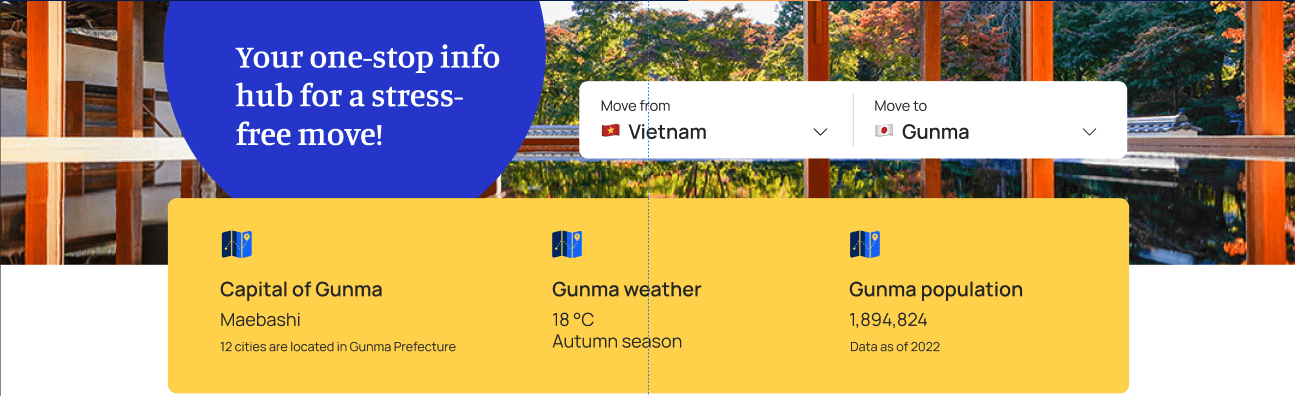 Your one-stop info
hub for a stress-
free move!
Move from
Vietnam
Move to
Gunma
Capital of Gunma
Maebashi
12 cities are located in Gunma Prefecture
Gunma weather
18 °C
Autumn season
Gunma population
1,894,824
Data as of 2022